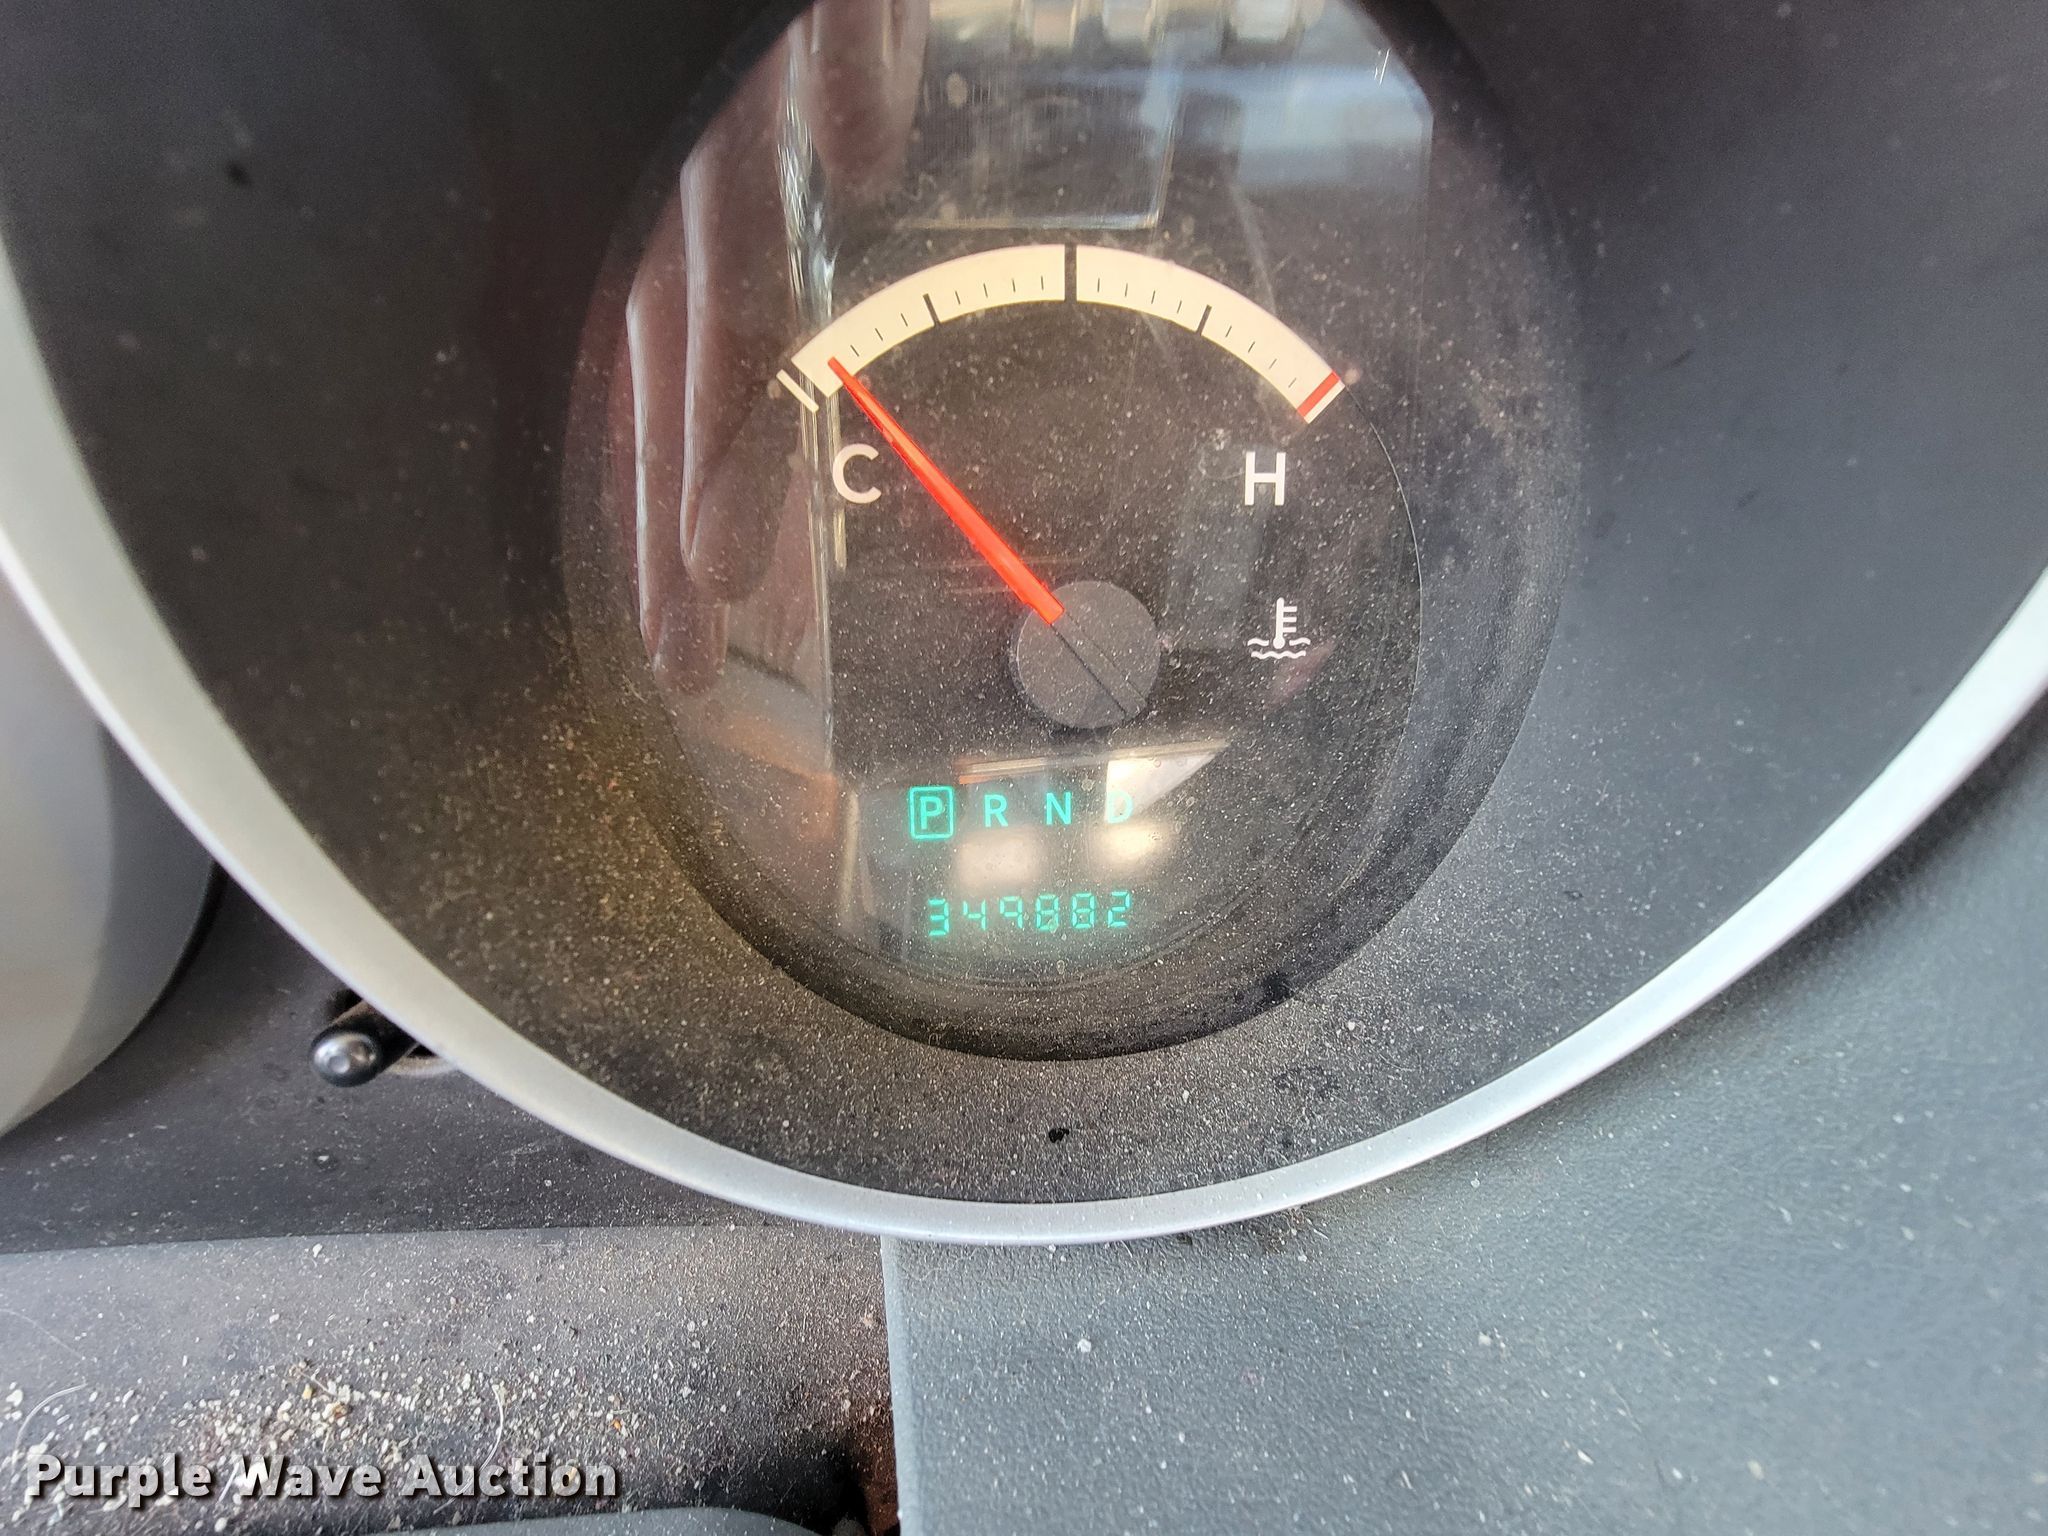 C H
P R N D
349882
Purple Wave Auction